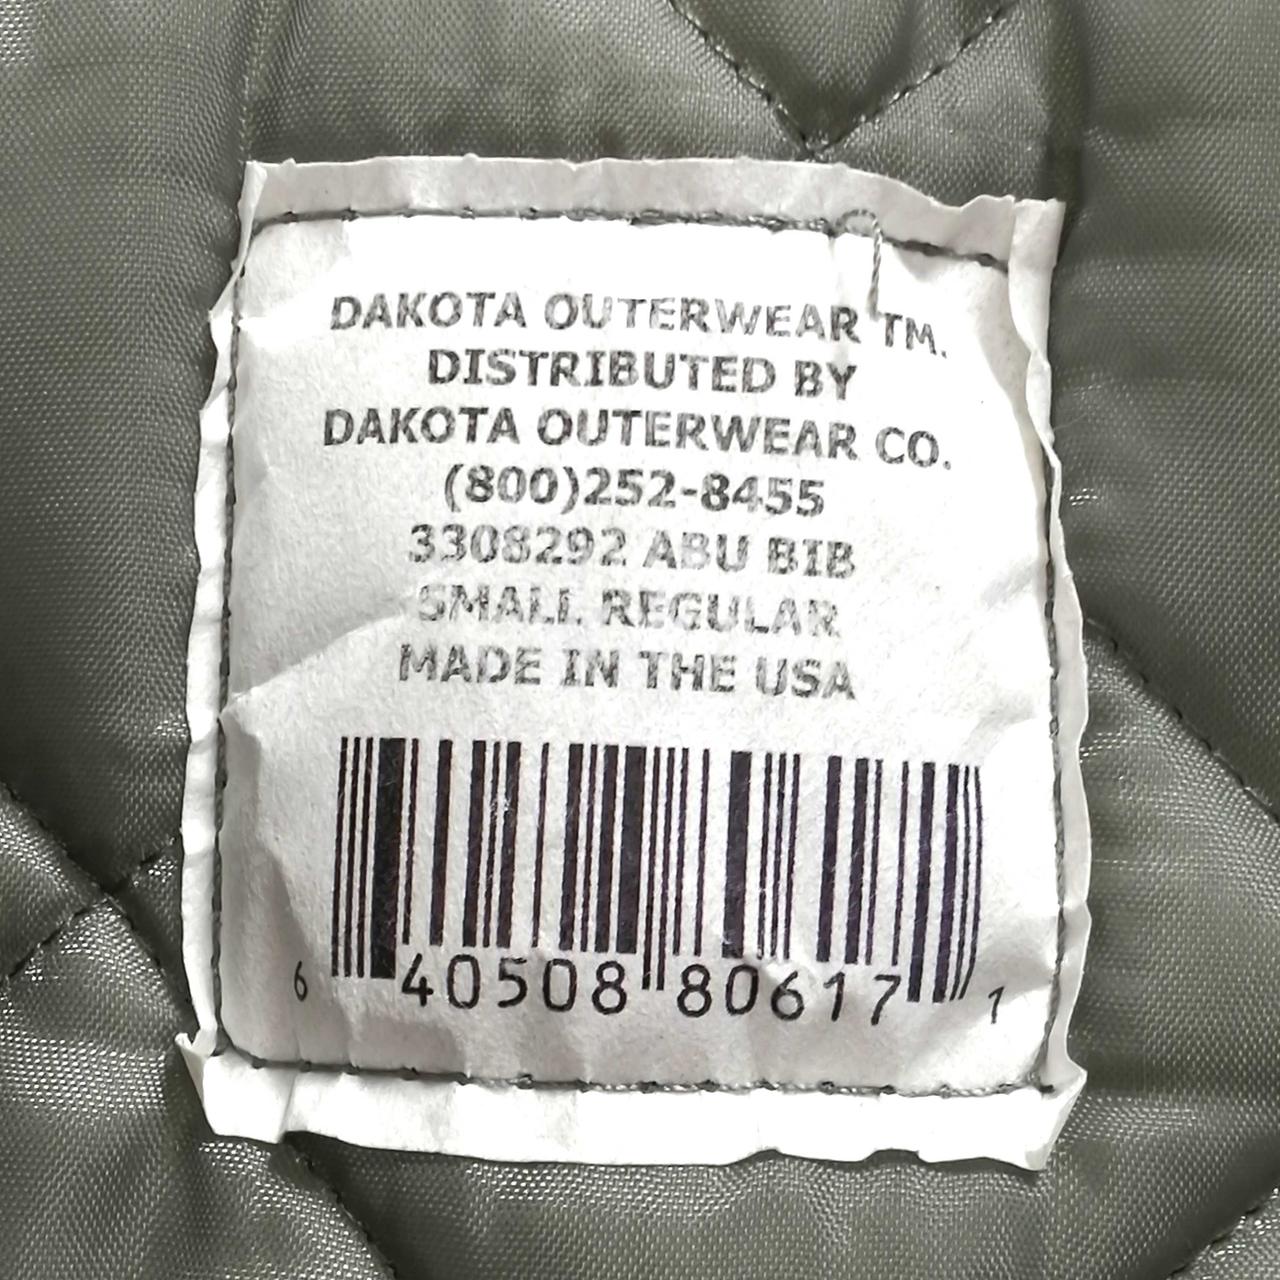 DAKOTA OUTERWEAR TM.
DISTRIBUTED BY
DAKOTA OUTERWEAR CO.
(800)252-8455
3308292 ABU BIB
SMALL REGULAR
MADE IN THE USA
6 40508 80617 1